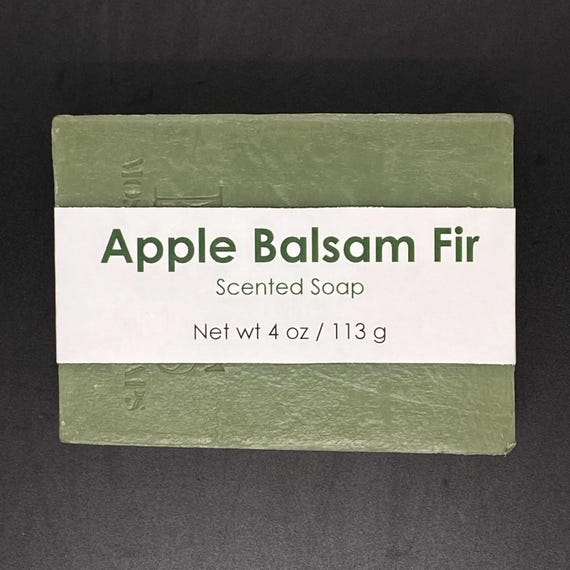 Apple Balsam Fir
Scented Soap
Net wt 4 oz / 113 g